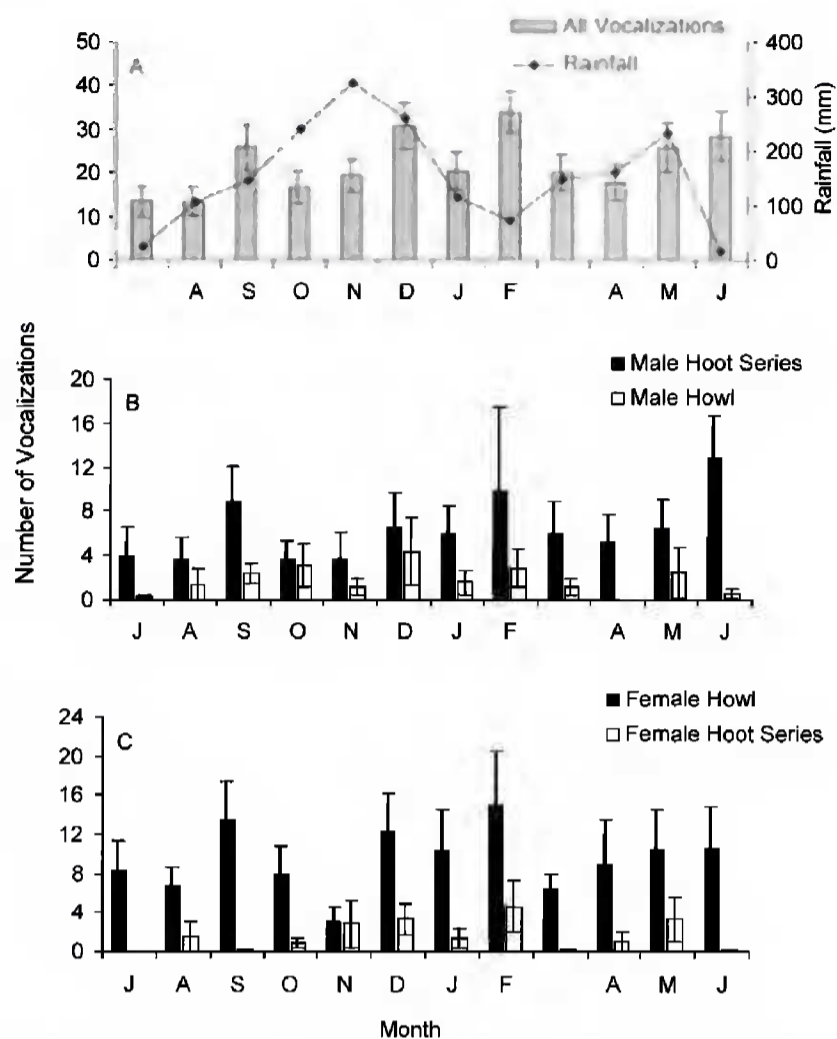 50
40
30
20
10
0
A
All Vocalizations
Rainfall
400
300
200
100
0
Rainfall (mm)
A S O N D J F A M J
Number of Vocalizations
20
16
12
8
4
0
B
Male Hoot Series
Male Howl
J A S O N D J F A M J
24
20
16
12
8
4
0
C
Female Howl
Female Hoot Series
J A S O N D J F A M J
Month